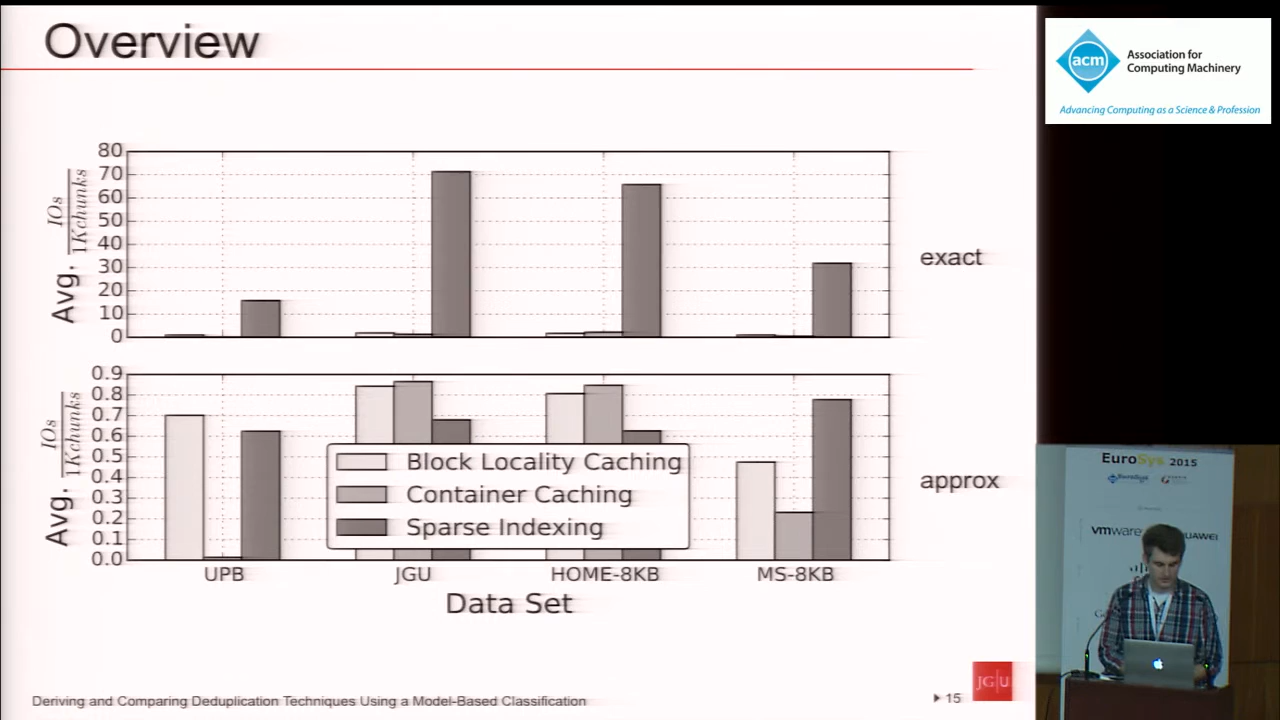 Overview
80
70
60
50
40
30
20
10
0
Avg. IOs
1Kchunks
exact
0.9
0.8
0.7
0.6
0.5
0.4
0.3
0.2
0.1
0.0
Avg. IOs
1Kchunks
approx
Block Locality Caching
Container Caching
Sparse Indexing
UPB JGU HOME-8KB MS-8KB
Data Set
Deriving and Comparing Deduplication Techniques Using a Model-Based Classification
15
JG|U
acm
Association for
Computing Machinery
Advancing Computing as a Science & Profession
EuroSys 2015
vmware
UAWEI